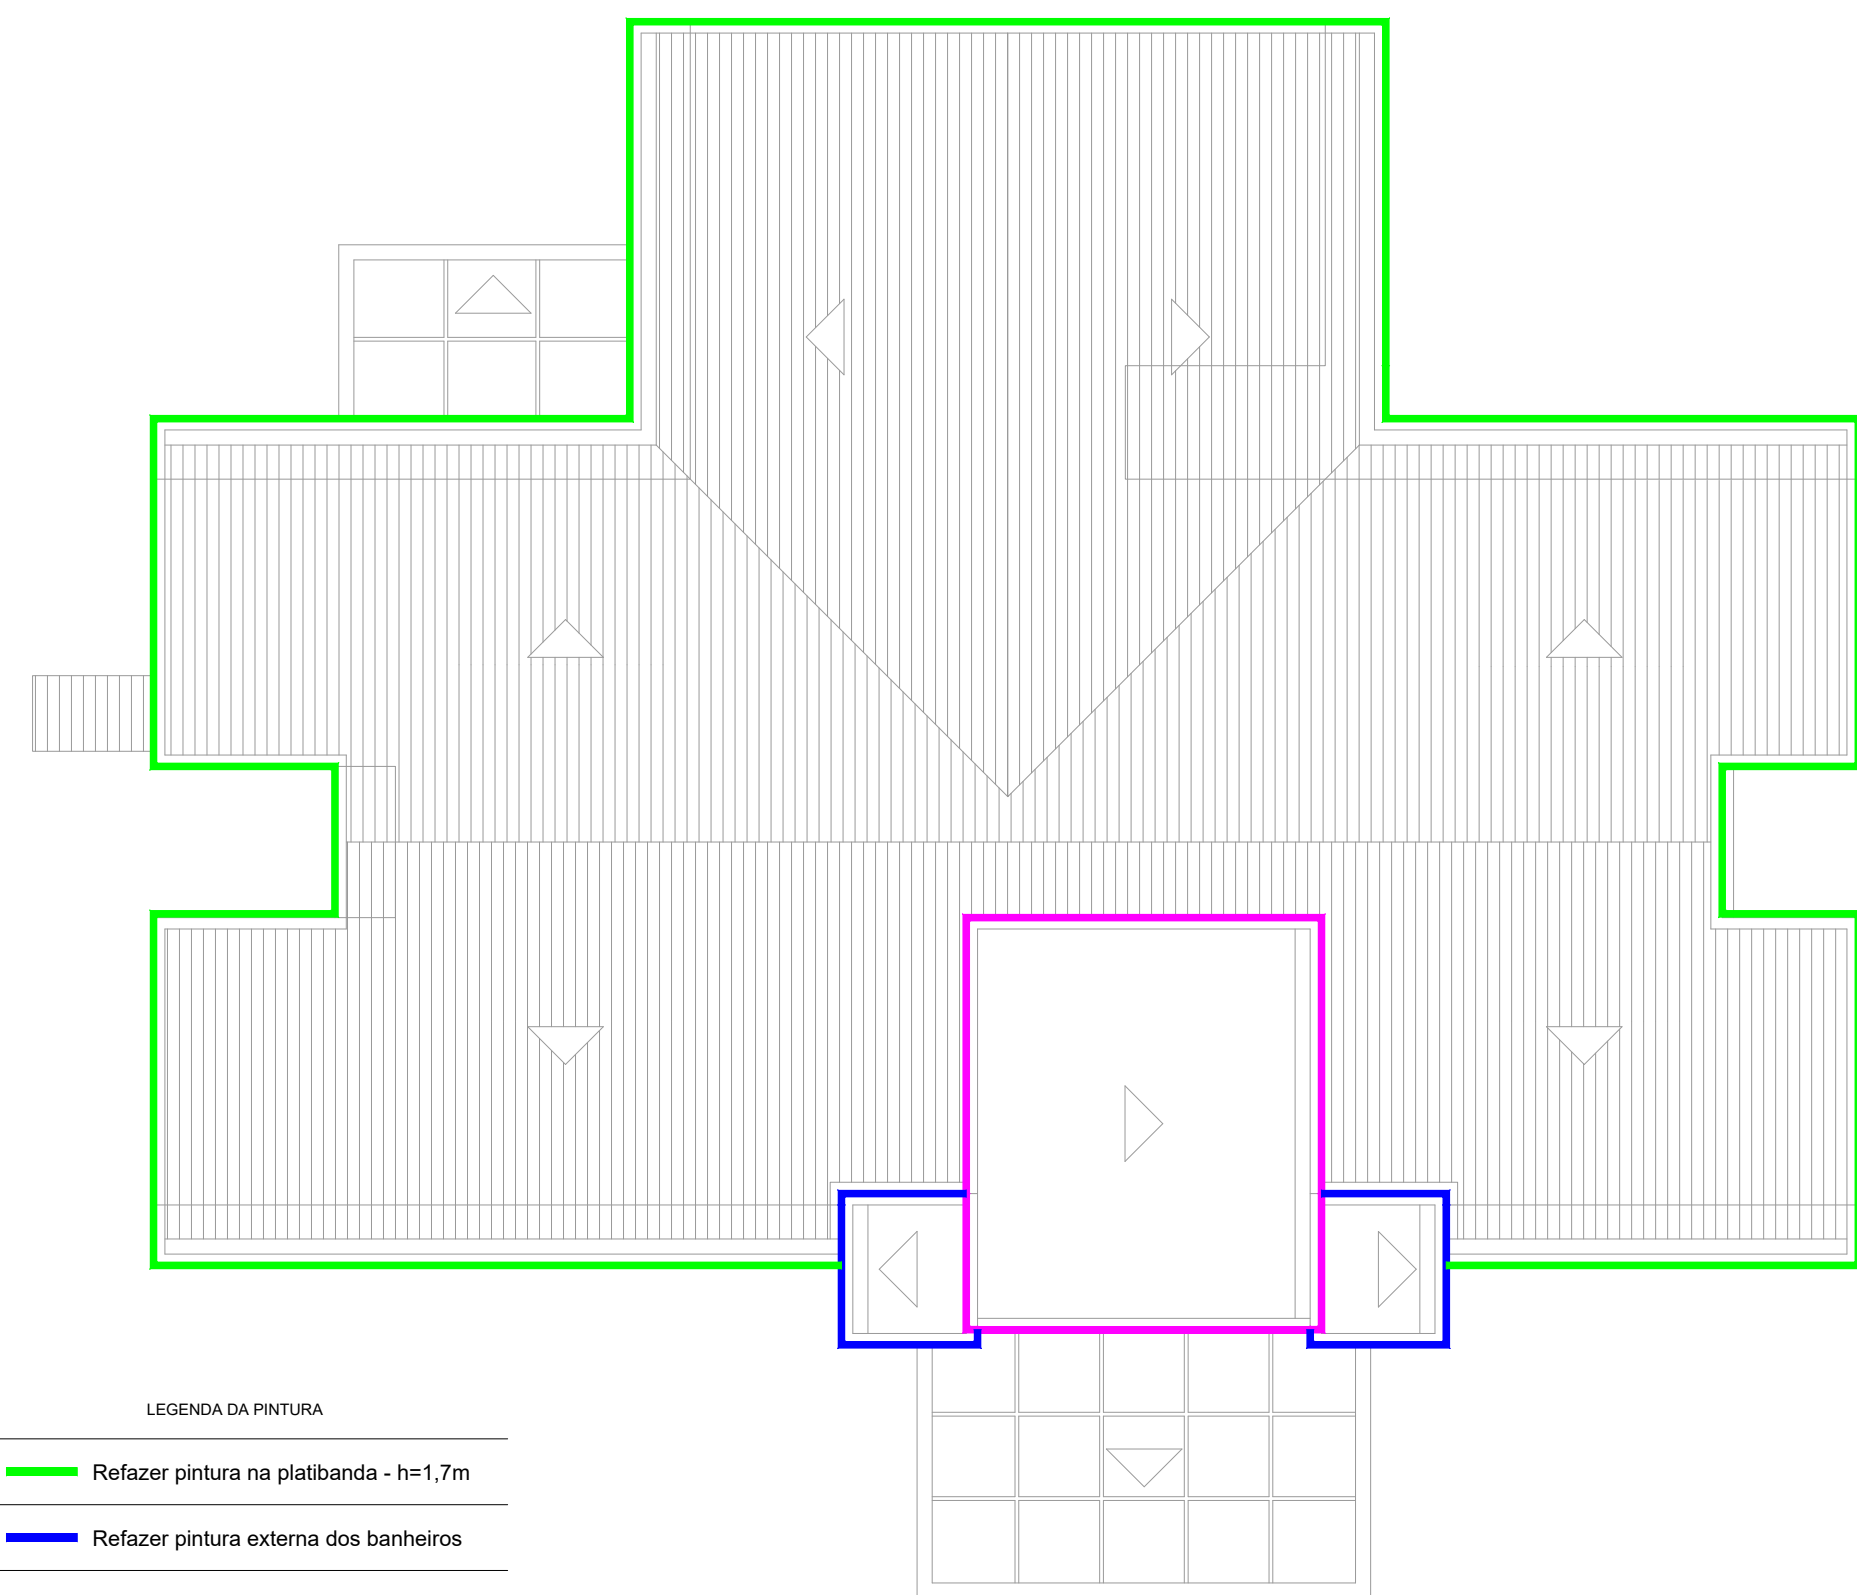 LEGENDA DA PINTURA
Refazer pintura na platibanda - h=1,7m
Refazer pintura externa dos banheiros